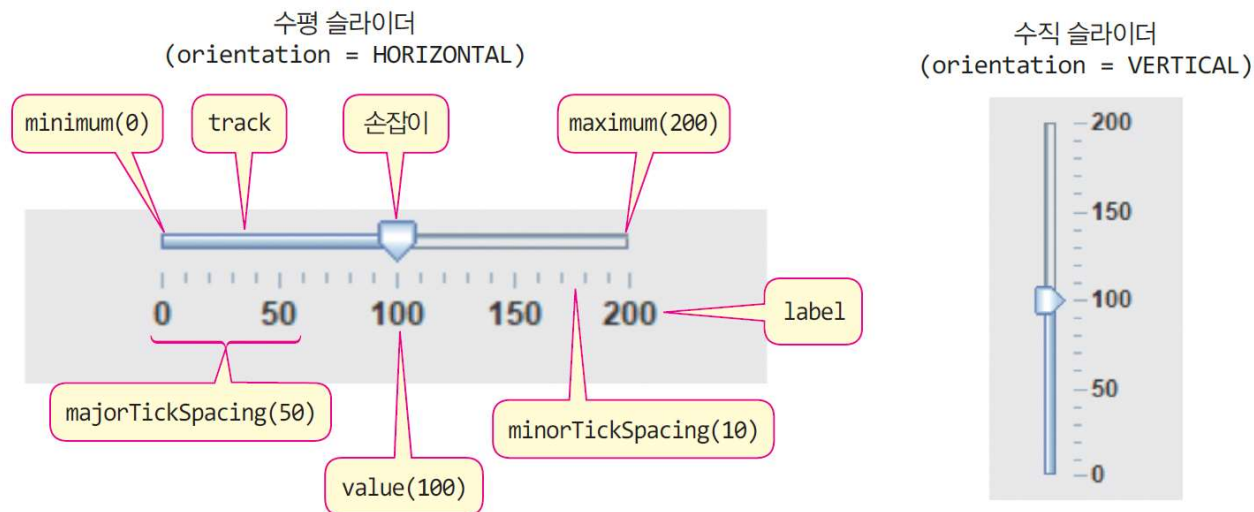 수평 슬라이더
(orientation = HORIZONTAL)
minimum(0)
track
손잡이
maximum(200)
0 50 100 150 200
label
majorTickSpacing(50)
minorTickSpacing(10)
value(100)
수직 슬라이더
(orientation = VERTICAL)
200
150
100
50
0